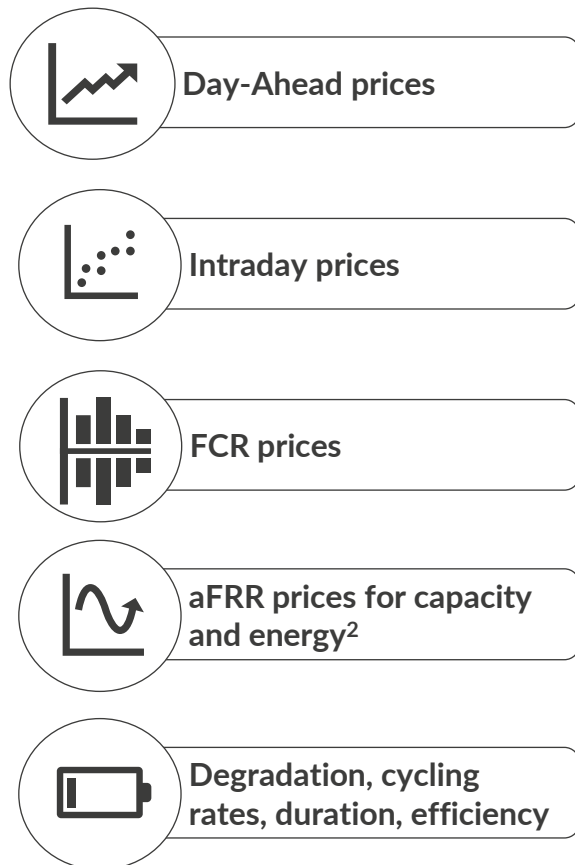 Day-Ahead prices
Intraday prices
FCR prices
aFRR prices for capacity
and energy²
Degradation, cycling
rates, duration, efficiency